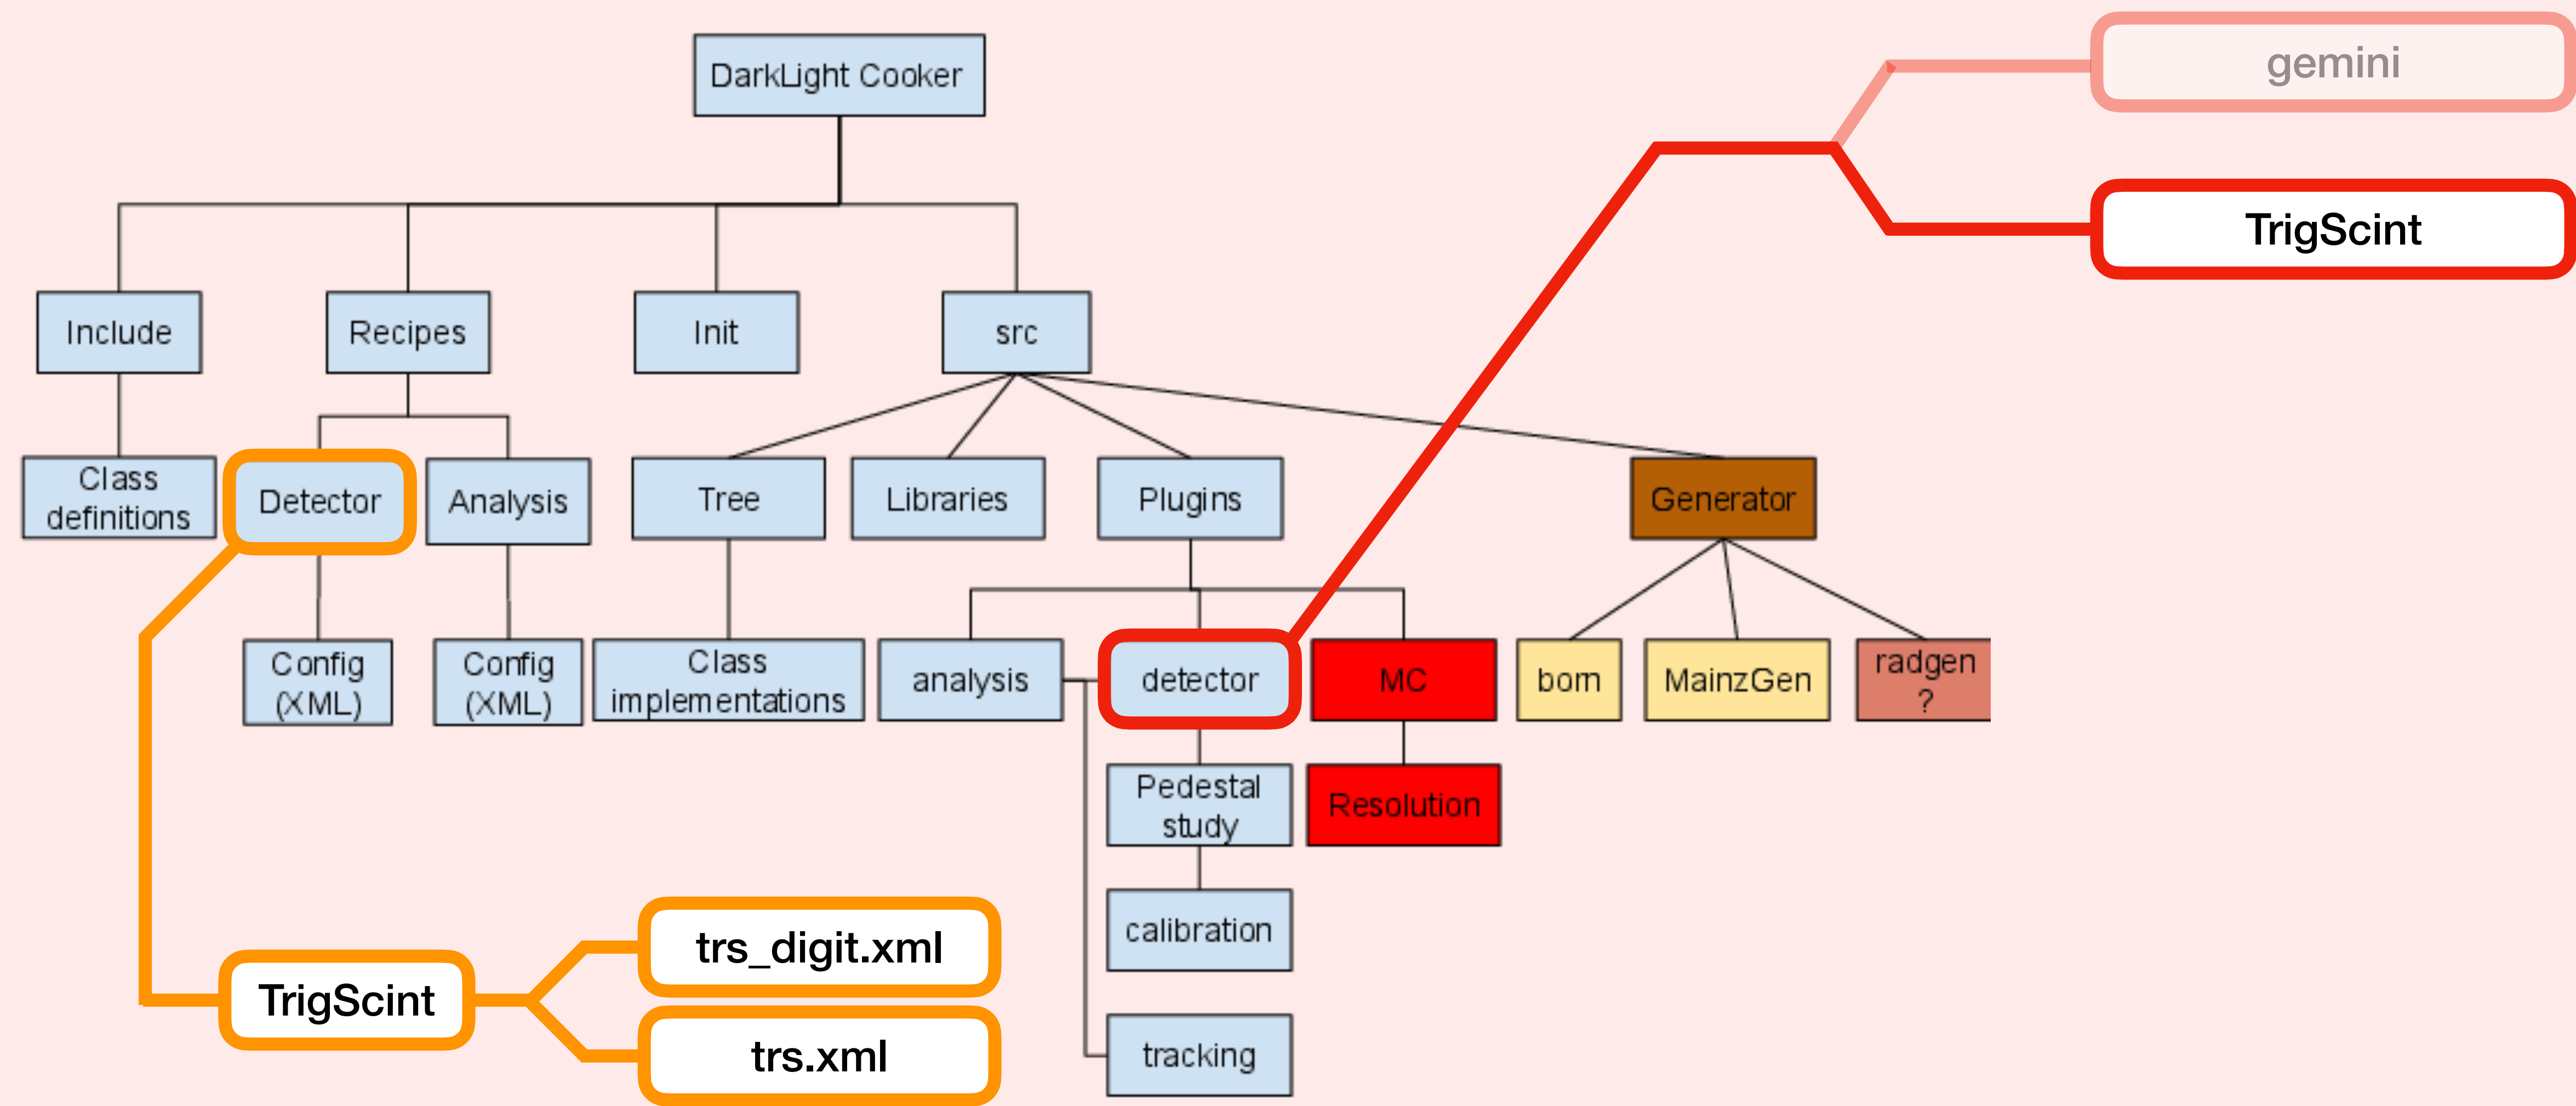 DarkLight Cooker
gemini
TrigScint
Include
Recipes
Init
src
Class
definitions
Detector
Analysis
Tree
Libraries
Plugins
Generator
Config
(XML)
Config
(XML)
Class
implementations
analysis
detector
MC
born
MainzGen
radgen
?
Pedestal
study
Resolution
calibration
tracking
TrigScint
trs_digit.xml
trs.xml